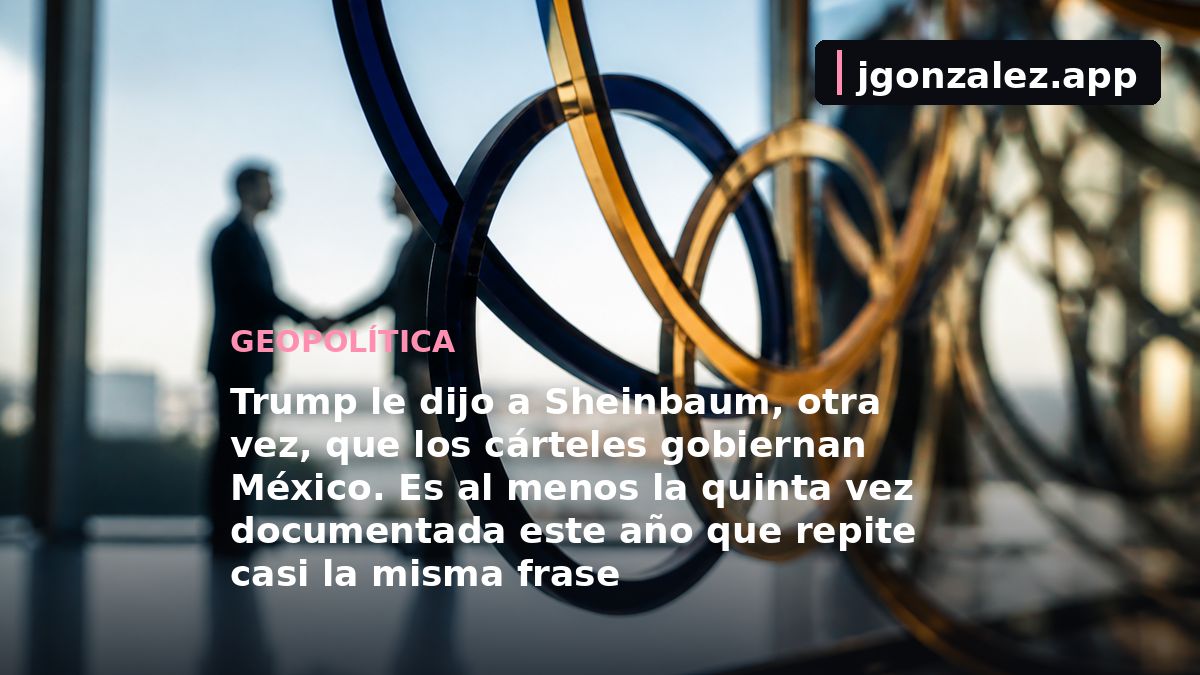 jgonzalez.app
GEOPOLÍTICA
Trump le dijo a Sheinbaum, otra
vez, que los cárteles gobiernan
México. Es al menos la quinta vez
documentada este año que repite
casi la misma frase